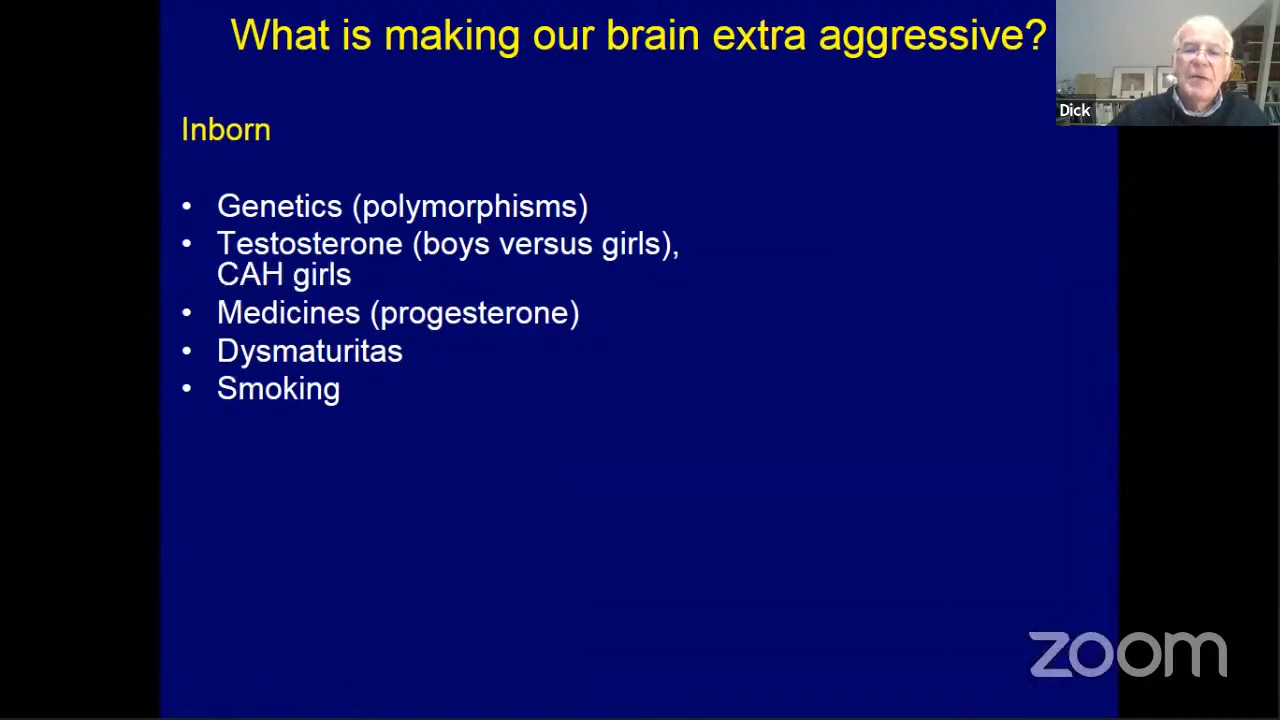 What is making our brain extra aggressive?
Dick
Inborn
• Genetics (polymorphisms)
• Testosterone (boys versus girls),
CAH girls
• Medicines (progesterone)
• Dysmaturitas
• Smoking
zoom